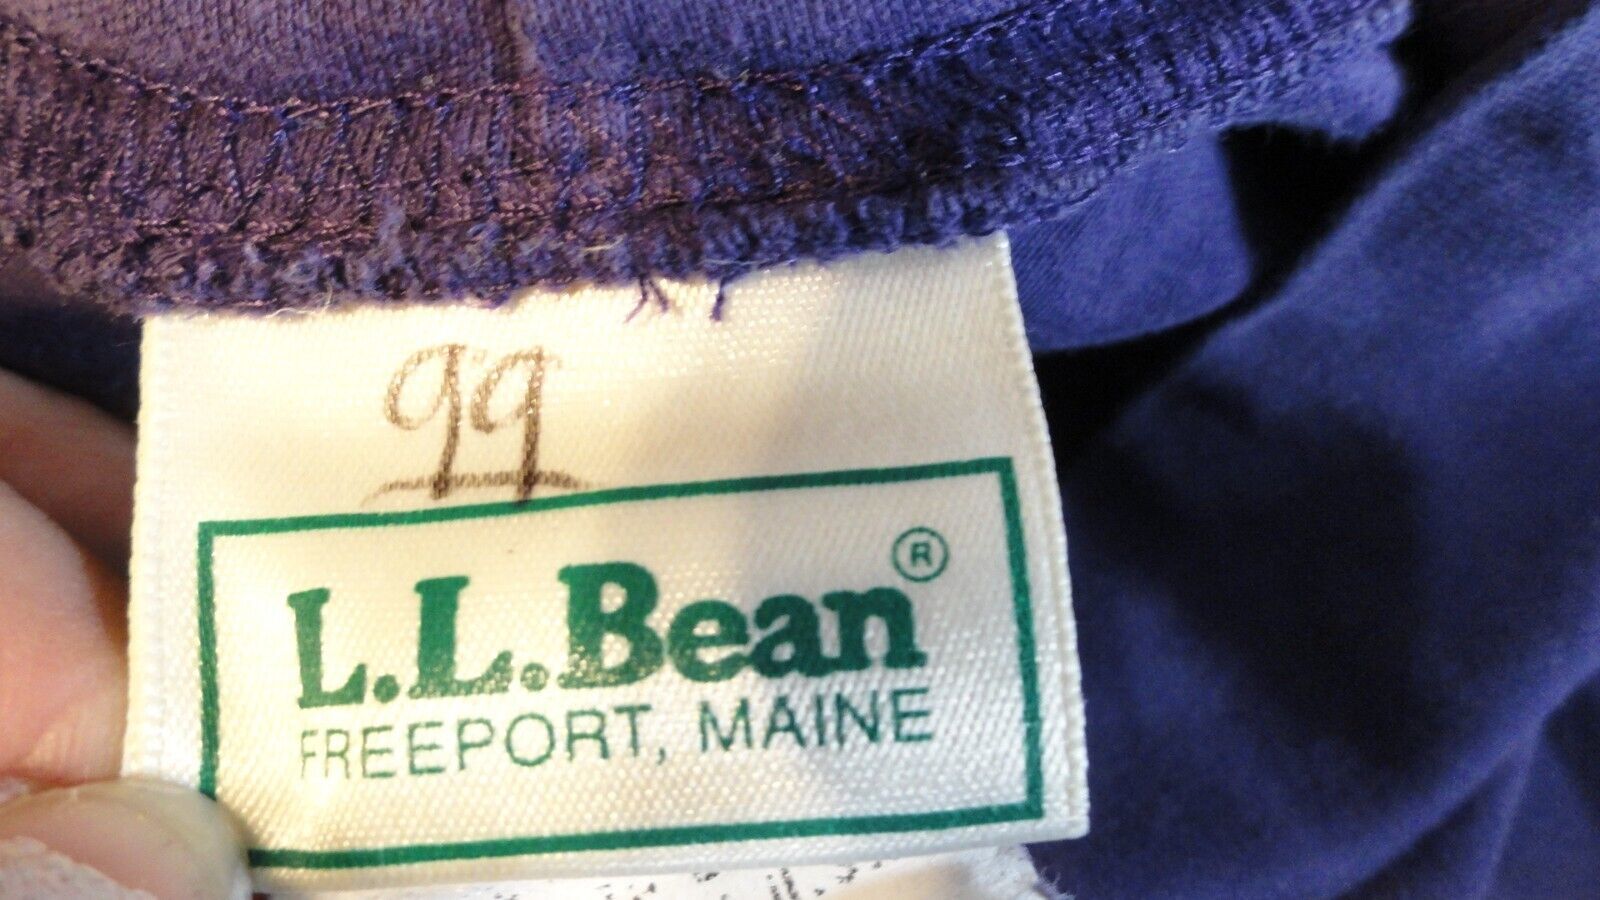 99
L.L.Bean®
FREEPORT, MAINE